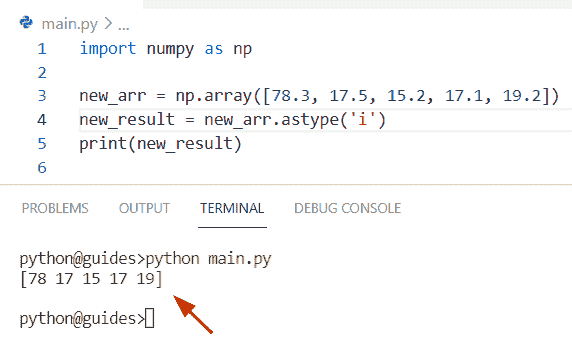 main.py > ...
1 import numpy as np
2
3 new_arr = np.array([78.3, 17.5, 15.2, 17.1, 19.2])
4 new_result = new_arr.astype('i')
5 print(new_result)
6
PROBLEMS OUTPUT TERMINAL DEBUG CONSOLE
python@guides>python main.py
[78 17 15 17 19]
python@guides>